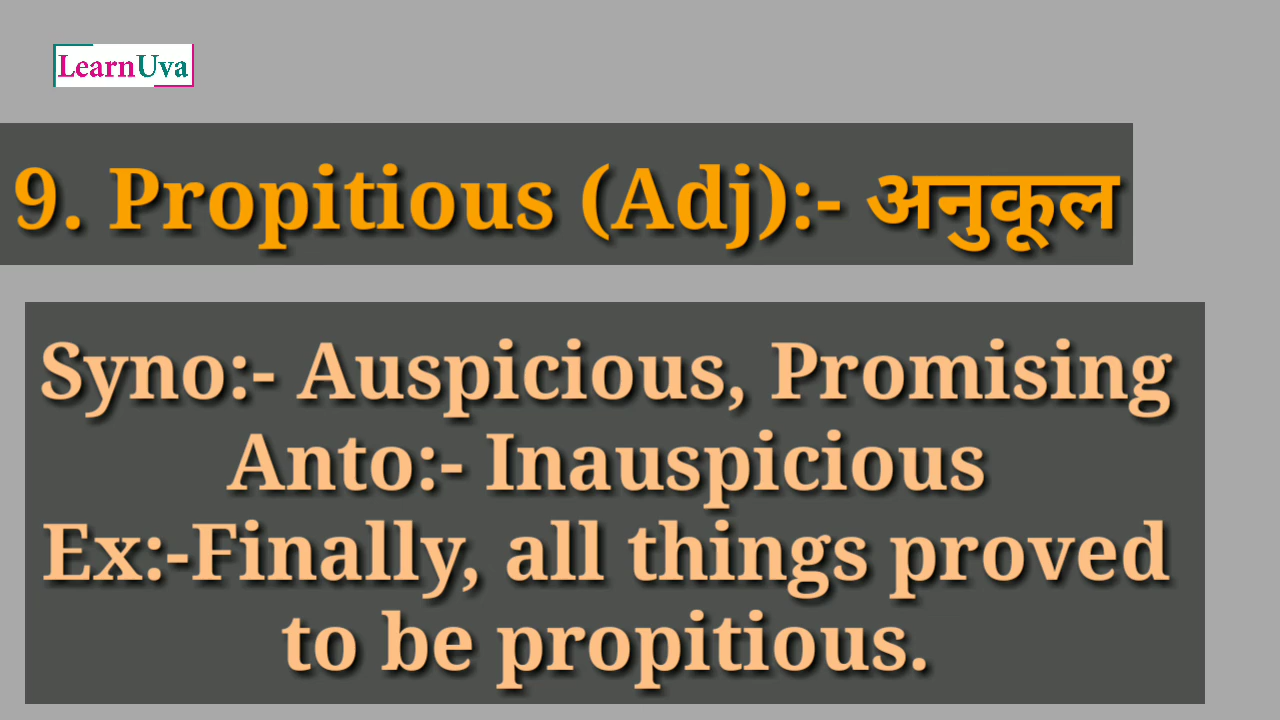 LearnUva
9. Propitious (Adj):- अनुकूल
Syno:- Auspicious, Promising
Anto:- Inauspicious
Ex:-Finally, all things proved
to be propitious.